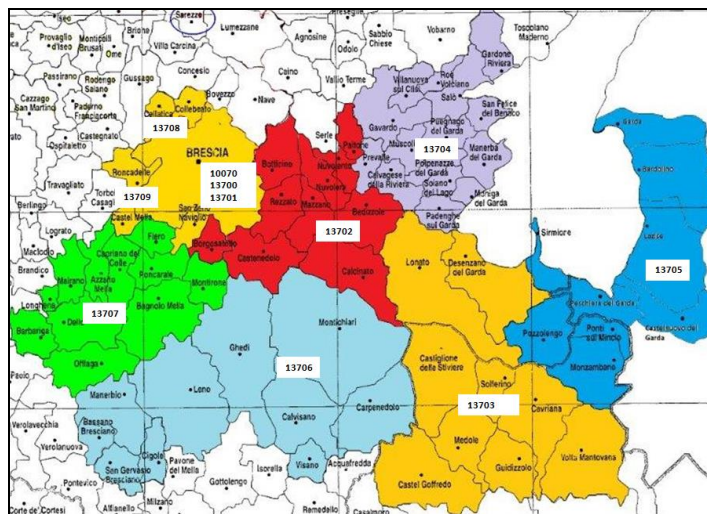 Sarezzo
Lumezzane
Preseglie
Toscolano
Maderno
Provaglio
d'Iseo
Monticelli
Brusati
Brione
Ome
Villa Carcina
Agnosine
Odolo
Sabbio
Chiese
Vobarno
Gardone
Riviera
Passirano
Rodengo
Saiano
Gussago
Concesio
Caino
Vallio Terme
Villanuova
sul Clisi
Roè
Volciano
Salò
Cazzago
San Martino
Paderno
Franciacorta
Cellatica
Collebeato
Bovezzo
Nave
Serle
Gavardo
Puegnago
del Garda
San Felice
del Benaco
Garda
Castegnato
Ospitaletto
13708
BRESCIA
Botticino
Nuvolento
Paitone
Prevalle
Muscoli
13704
Polpenazze
del Garda
Manerba
del Garda
Bardolino
Roncadelle
10070
13700
13701
Nuvolera
Calvagese
della Riviera
Soiano
del Lago
Moniga
del Garda
Travagliato
Torbole
Casaglia
13709
Rezzato
Mazzano
Bedizzole
Padenghe
sul Garda
Berlingo
Castel Mella
San Zeno
Naviglio
13702
Sirmione
Lazise
Lograto
Maclodio
Flero
Borgosatollo
Castenedolo
Lonato
Desenzano
del Garda
13705
Brandico
Capriano
del Colle
Mairano
Azzano
Mella
Poncarale
Montirone
Calcinato
Peschiera del Garda
Castelnuovo del
Garda
Longhena
13707
Bagnolo Mella
Montichiari
Pozzolengo
Ponti
sul Mincio
Barbariga
Dello
Ghedi
Castiglione
delle Stiviere
Monzambano
Offlaga
13706
Solferino
Manerbio
Leno
Carpenedolo
13703
Cavriana
Verolavecchia
Verolanuova
Bassano
Bresciano
Calvisano
Medole
Cigole
Pavone
del Mella
Isorella
Visano
Acquafredda
Guidizzolo
Volta Mantovana
San Gervasio
Bresciano
Pontevico
Gottolengo
Castel Goffredo
Corte de' Cortesi
Alfianello
Milzano
Remedello
Casalmoro